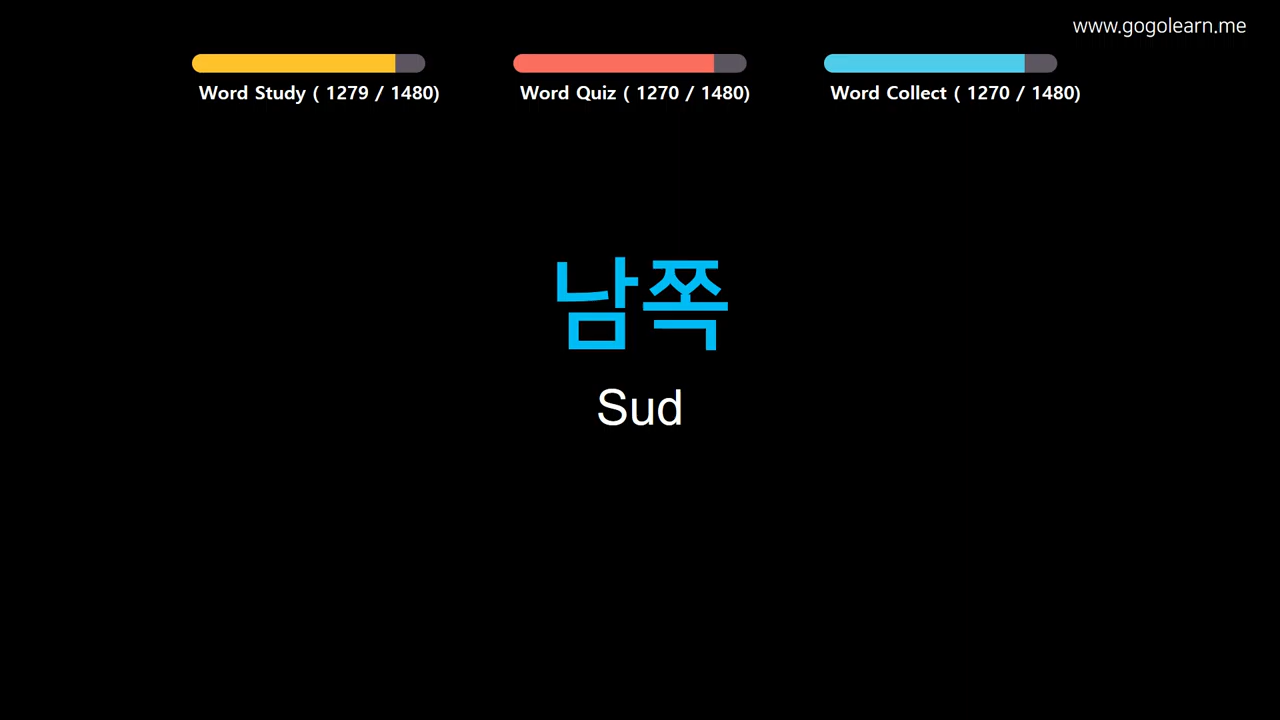 www.gogolearn.me
Word Study ( 1279 / 1480)
Word Quiz ( 1270 / 1480)
Word Collect ( 1270 / 1480)
남쪽
Sud